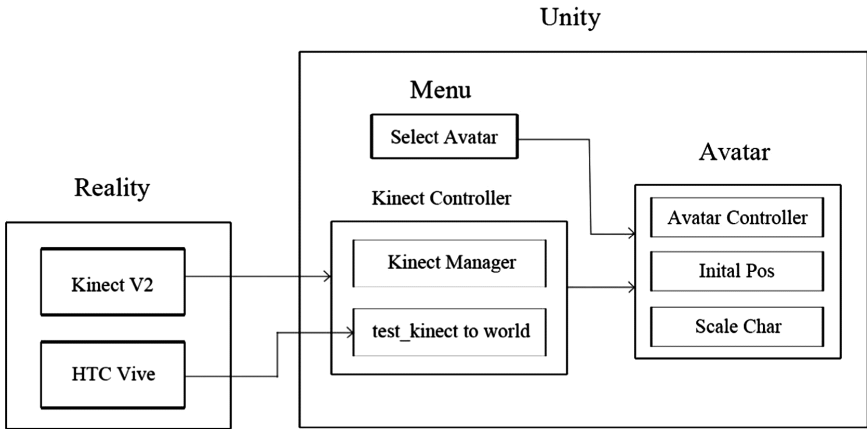 Unity
Menu
Select Avatar
Avatar
Reality
Kinect Controller
Avatar Controller
Kinect V2
Kinect Manager
Inital Pos
test_kinect to world
Scale Char
HTC Vive